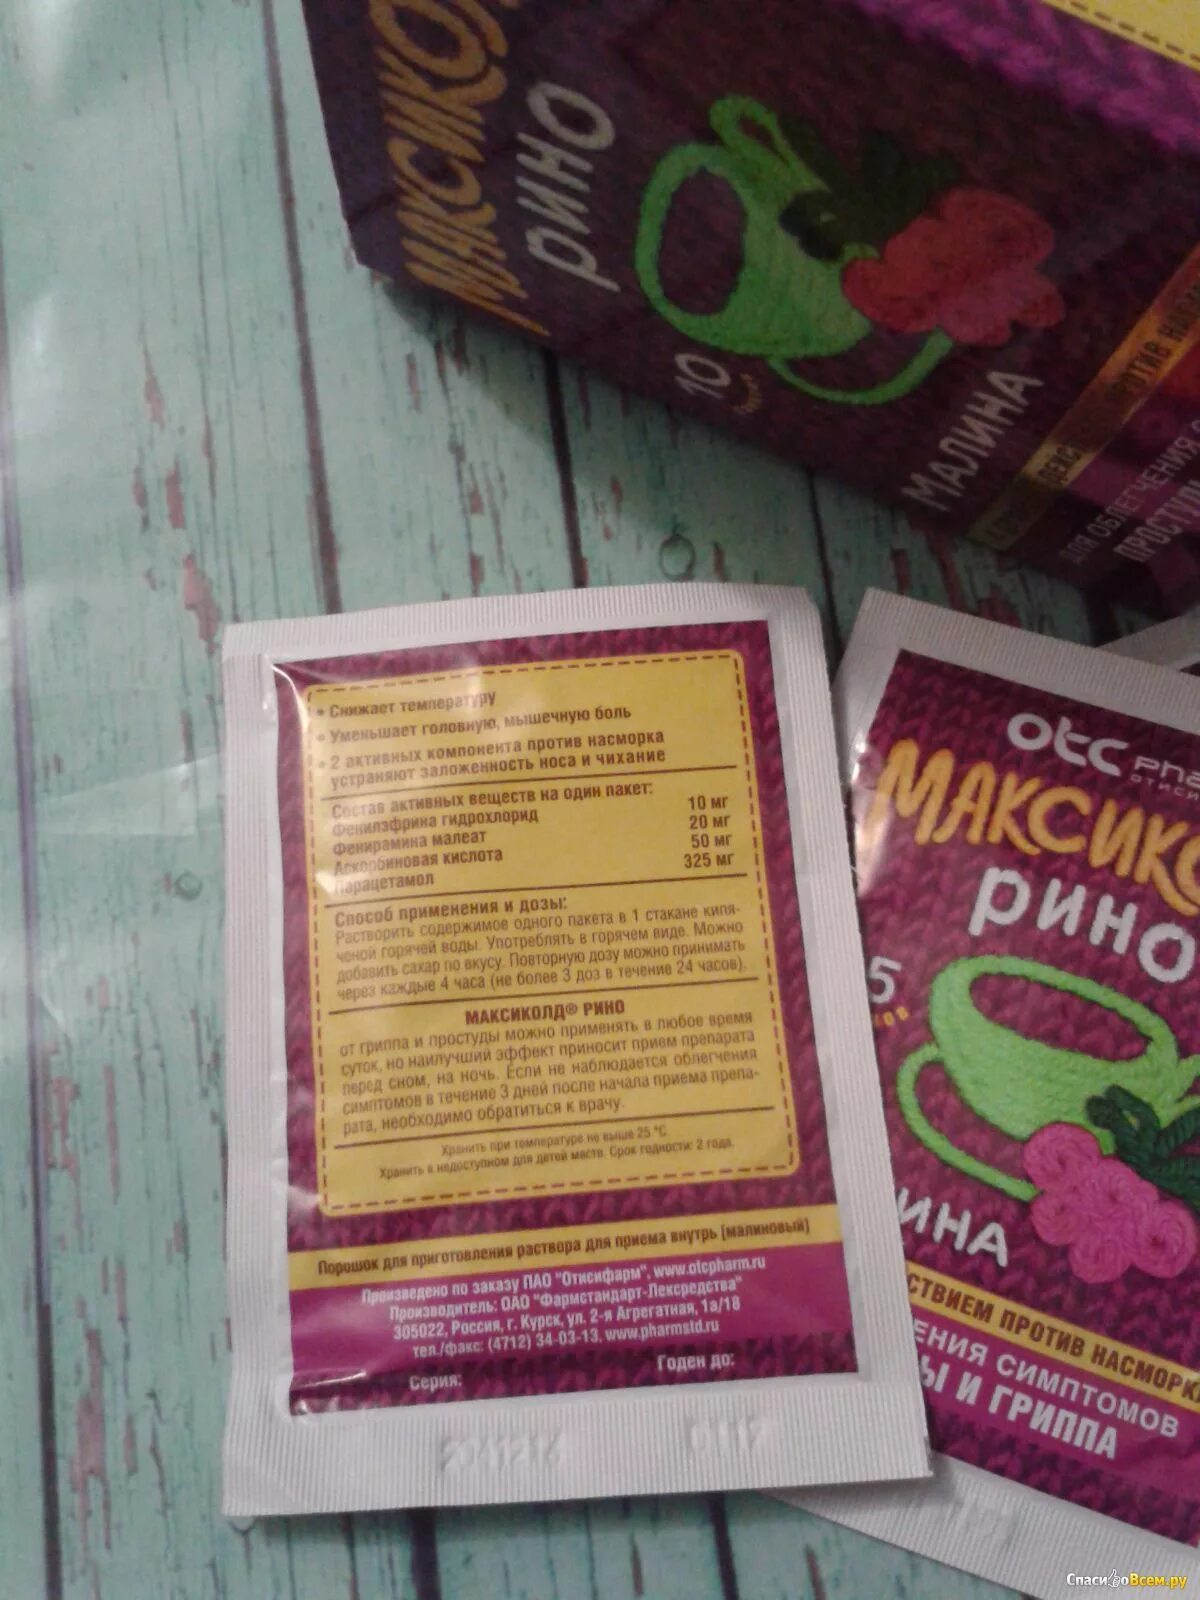 МАКСИКОЛ
РИНО
10
МАЛИНА
ПРОТИВ
ДЛЯ ОБЛЕГЧЕНИЯ
• Снижает температуру
• Уменьшает головную, мышечную боль
• 2 активных компонента против насморка
устраняют заложенность носа и чихание
Состав активных веществ на один пакет:
Фенилэфрина гидрохлорид 10 мг
Фенирамина малеат 20 мг
Аскорбиновая кислота 50 мг
Парацетамол 325 мг
Способ применения и дозы:
Растворить содержимое одного пакета в 1 стакане кипя-
ченой горячей воды. Употреблять в горячем виде. Можно
добавить сахар по вкусу. Повторную дозу можно принимать
через каждые 4 часа (не более 3 доз в течение 24 часов).
МАКСИКОЛД® РИНО
от гриппа и простуды можно применять в любое время
суток, но наилучший эффект приносит прием препарата
перед сном, на ночь. Если не наблюдается облегчения
симптомов в течение 3 дней после начала приема препа-
рата, необходимо обратиться к врачу.
Хранить при температуре не выше 25 °С.
Хранить в недоступном для детей месте. Срок годности: 2 года.
Порошок для приготовления раствора для приема внутрь [малиновый]
Произведено по заказу ПАО "Отисифарм", www.otcpharm.ru
Производитель: ОАО "Фармстандарт-Лексредства"
305022, Россия, г. Курск, ул. 2-я Агрегатная, 1а/18
тел./факс: (4712) 34-03-13, www.pharmstd.ru
Серия: Годен до:
otc
МАКСИКО
РИНО
5
ИНА
СТВИЕМ ПРОТИВ НАСМОРК
ЕНИЯ СИМПТОМОВ
Ы И ГРИППА
СпасибоВсем.ру